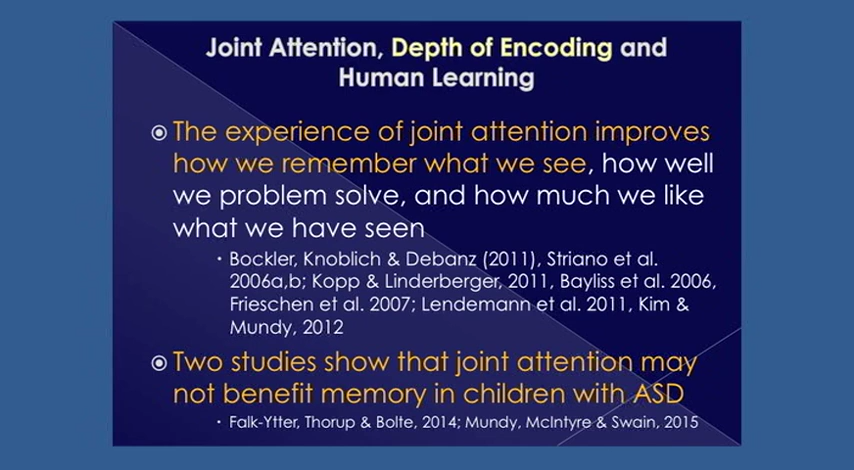 Joint Attention, Depth of Encoding and
Human Learning
The experience of joint attention improves
how we remember what we see, how well
we problem solve, and how much we like
what we have seen
Bockler, Knoblich & Debanz (2011), Striano et al.
2006a,b; Kopp & Linderberger, 2011, Bayliss et al. 2006,
Frieschen et al. 2007; Lendemann et al. 2011, Kim &
Mundy, 2012
Two studies show that joint attention may
not benefit memory in children with ASD
Falk-Ytter, Thorup & Bolte, 2014; Mundy, McIntyre & Swain, 2015